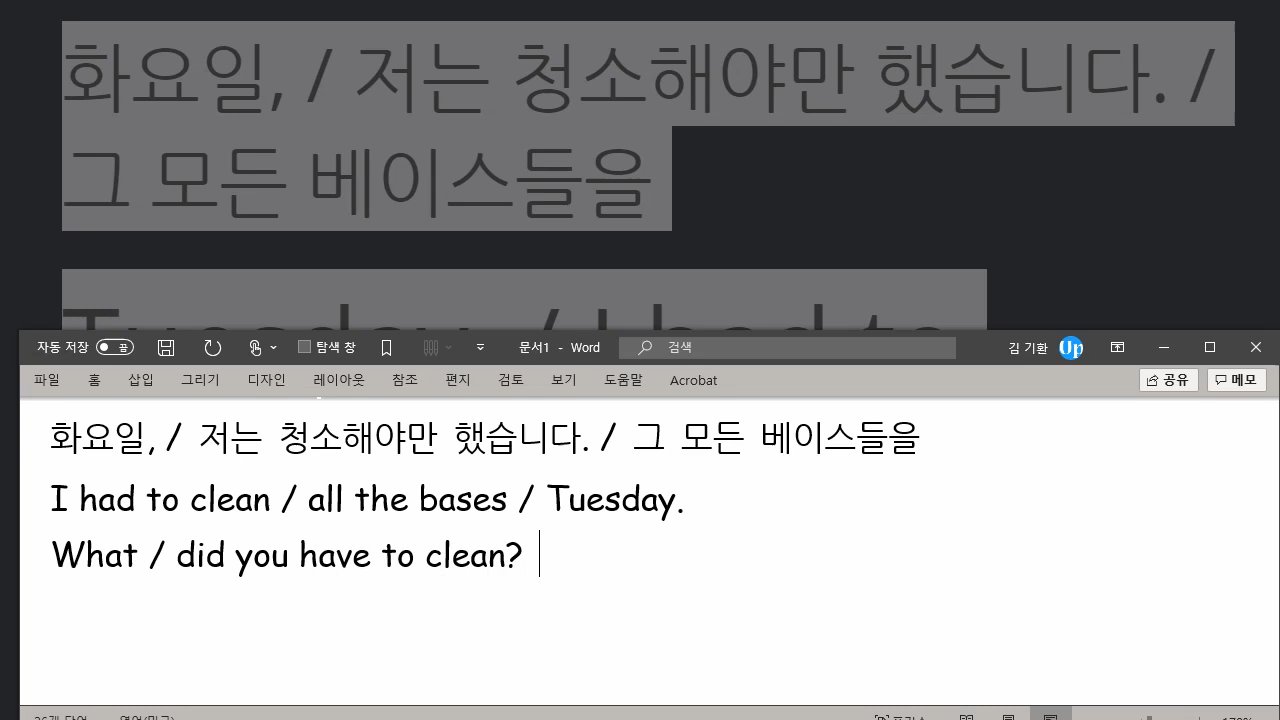 화요일, / 저는 청소해야만 했습니다. /
그 모든 베이스들을
Tuesday, / I had to
자동 저장 끔 탐색 창 문서1 - Word 검색 김 기환 Up
파일 홈 삽입 그리기 디자인 레이아웃 참조 편지 검토 보기 도움말 Acrobat 공유 메모
화요일, / 저는 청소해야만 했습니다. / 그 모든 베이스들을
I had to clean / all the bases / Tuesday.
What / did you have to clean?